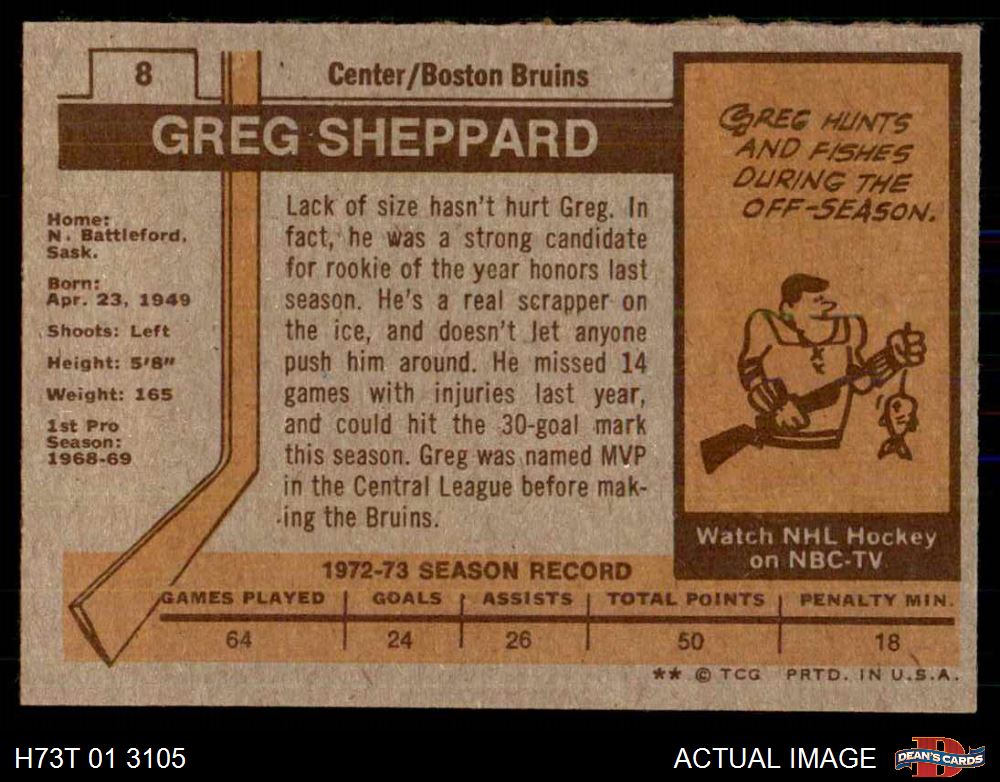 8
Center/Boston Bruins
GREG SHEPPARD
Home:
N. Battleford,
Sask.
Born:
Apr. 23, 1949
Shoots: Left
Height: 5'8"
Weight: 165
1st Pro
Season:
1968-69
Lack of size hasn't hurt Greg. In
fact, he was a strong candidate
for rookie of the year honors last
season. He's a real scrapper on
the ice, and doesn't let anyone
push him around. He missed 14
games with injuries last year,
and could hit the 30-goal mark
this season. Greg was named MVP
in the Central League before mak-
ing the Bruins.
GREG HUNTS
AND FISHES
DURING THE
OFF-SEASON.
Watch NHL Hockey
on NBC-TV
1972-73 SEASON RECORD
GAMES PLAYED GOALS ASSISTS TOTAL POINTS PENALTY MIN.
64 24 26 50 18
** © TCG PRTD. IN U.S.A.
H73T 01 3105
ACTUAL IMAGE
D
DEAN'S CARDS